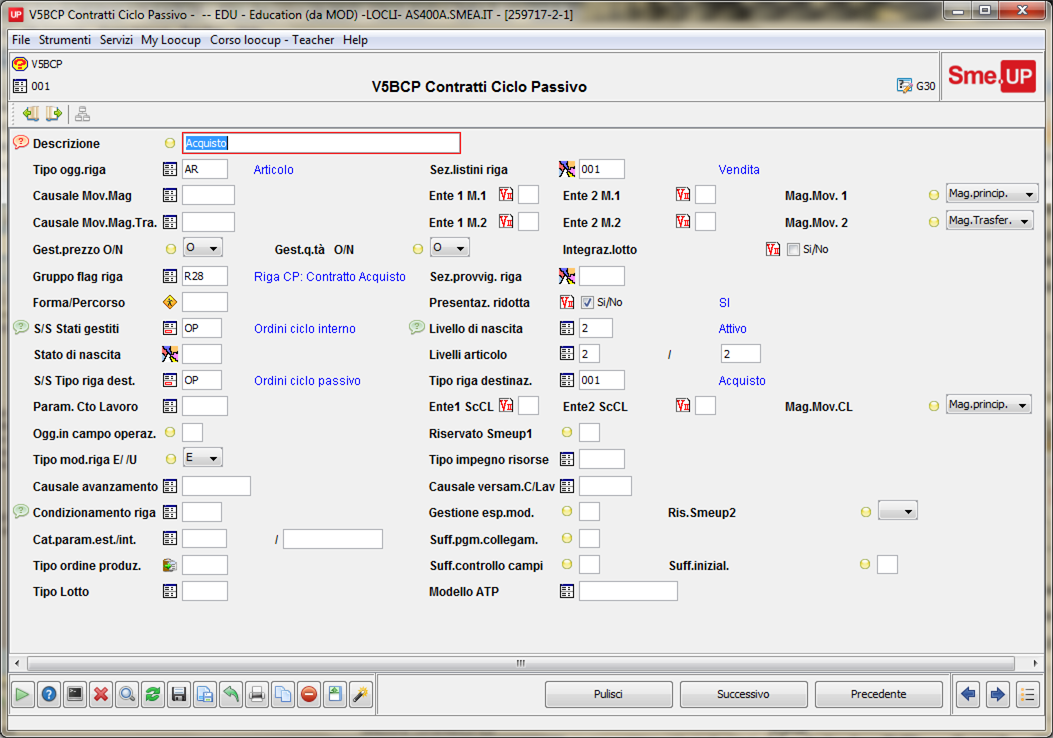 UP V5BCP Contratti Ciclo Passivo - -- EDU - Education (da MOD) -LOCLI- AS400A.SMEA.IT - [259717-2-1]
File Strumenti Servizi My Loocup Corso loocup - Teacher Help
V5BCP
001 V5BCP Contratti Ciclo Passivo G30 Sme.UP
Descrizione Acquisto
Tipo ogg.riga AR Articolo Sez.listini riga 001 Vendita
Causale Mov.Mag Ente 1 M.1 Ente 2 M.1 Mag.Mov. 1 Mag.princip.
Causale Mov.Mag.Tra. Ente 1 M.2 Ente 2 M.2 Mag.Mov. 2 Mag.Trasfer.
Gest.prezzo O/N O Gest.q.tà O/N O Integraz.lotto Si/No
Gruppo flag riga R28 Riga CP: Contratto Acquisto Sez.provvig. riga
Forma/Percorso Presentaz. ridotta Si/No SI
S/S Stati gestiti OP Ordini ciclo interno Livello di nascita 2 Attivo
Stato di nascita Livelli articolo 2 / 2
S/S Tipo riga dest. OP Ordini ciclo passivo Tipo riga destinaz. 001 Acquisto
Param. Cto Lavoro Ente1 ScCL Ente2 ScCL Mag.Mov.CL Mag.princip.
Ogg.in campo operaz. Riservato Smeup1
Tipo mod.riga E/ /U E Tipo impegno risorse
Causale avanzamento Causale versam.C/Lav
Condizionamento riga Gestione esp.mod. Ris.Smeup2
Cat.param.est./int. / Suff.pgm.collegam.
Tipo ordine produz. Suff.controllo campi Suff.inizial.
Tipo Lotto Modello ATP
Pulisci Successivo Precedente